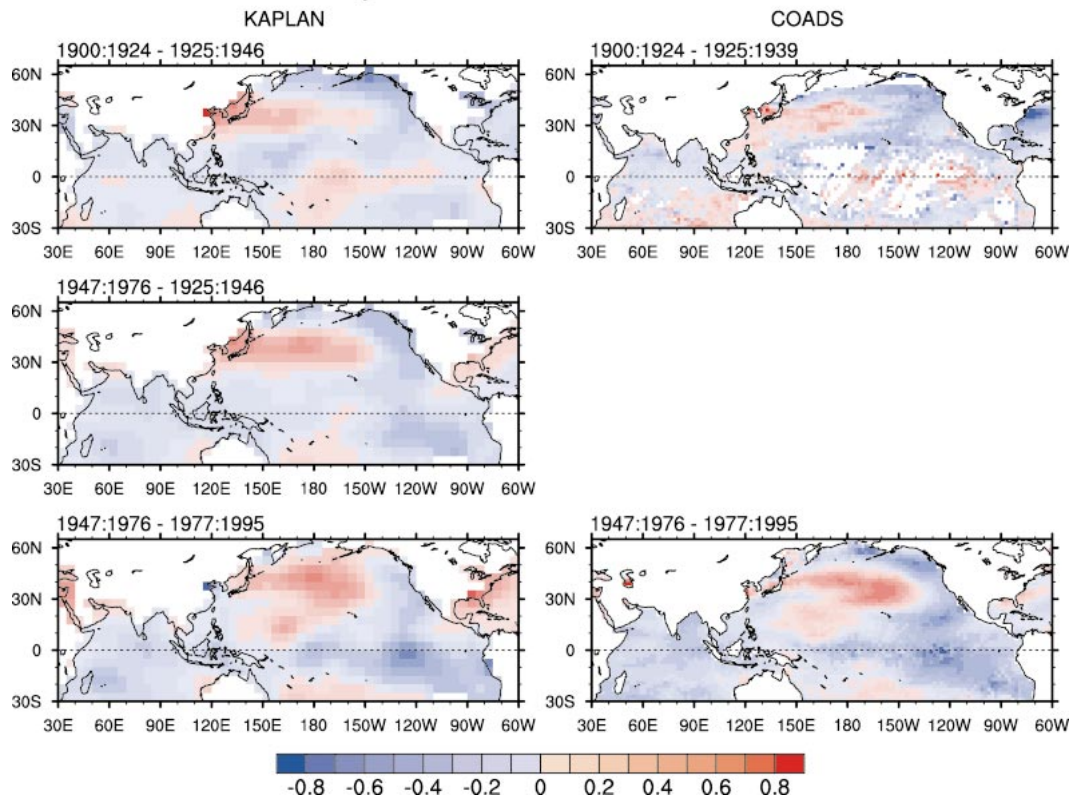 KAPLAN
COADS
1900:1924 - 1925:1946
60N
30N
0
30S
30E 60E 90E 120E 150E 180 150W 120W 90W 60W
1900:1924 - 1925:1939
60N
30N
0
30S
30E 60E 90E 120E 150E 180 150W 120W 90W 60W
1947:1976 - 1925:1946
60N
30N
0
30S
30E 60E 90E 120E 150E 180 150W 120W 90W 60W
1947:1976 - 1977:1995
60N
30N
0
30S
30E 60E 90E 120E 150E 180 150W 120W 90W 60W
1947:1976 - 1977:1995
60N
30N
0
30S
30E 60E 90E 120E 150E 180 150W 120W 90W 60W
-0.8 -0.6 -0.4 -0.2 0 0.2 0.4 0.6 0.8